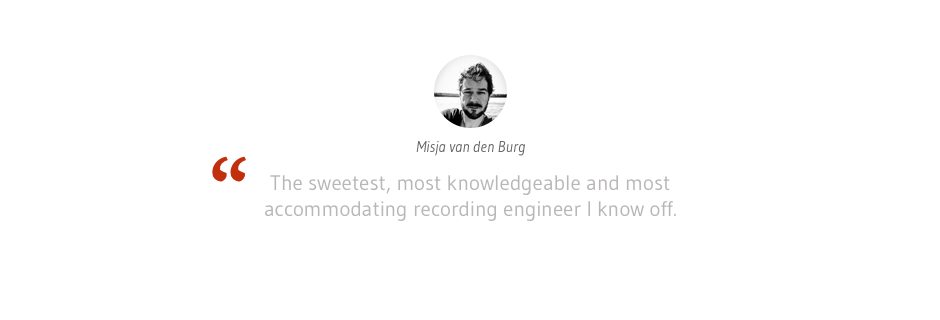 Misja van den Burg
“ The sweetest, most knowledgeable and most
accommodating recording engineer I know off.